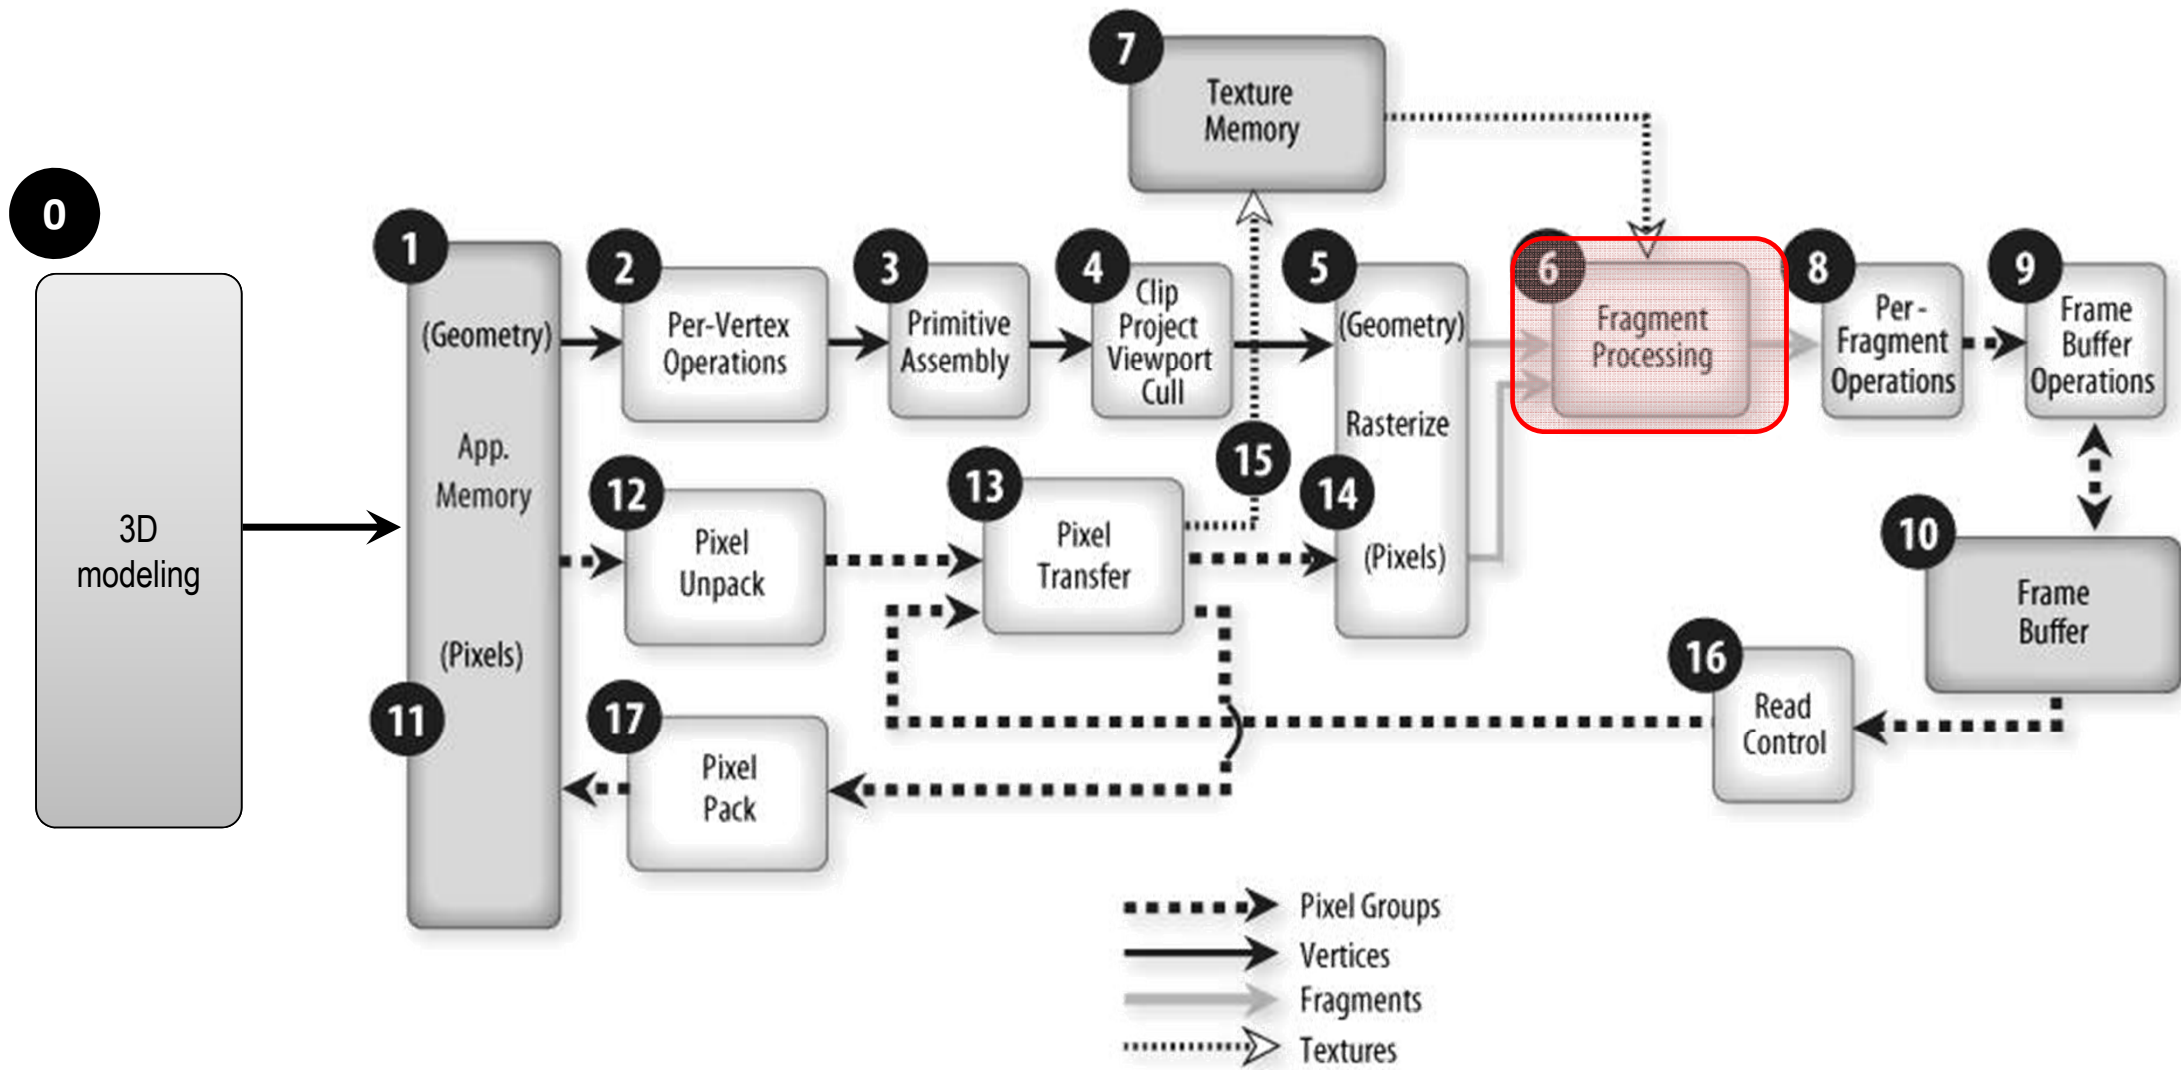 0
3D
modeling
1
(Geometry)
App.
Memory
(Pixels)
11
2
Per-Vertex
Operations
3
Primitive
Assembly
4
Clip
Project
Viewport
Cull
5
(Geometry)
Rasterize
14
(Pixels)
6
Fragment
Processing
7
Texture
Memory
8
Per-
Fragment
Operations
9
Frame
Buffer
Operations
10
Frame
Buffer
12
Pixel
Unpack
13
Pixel
Transfer
15
16
Read
Control
17
Pixel
Pack
Pixel Groups
Vertices
Fragments
Textures